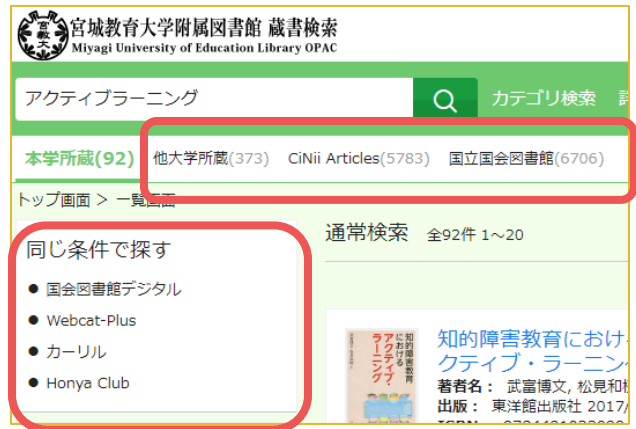 宮城教育大学附属図書館 蔵書検索
Miyagi University of Education Library OPAC
アクティブラーニング
カテゴリ検索
本学所蔵(92) 他大学所蔵(373) CiNii Articles(5783) 国立国会図書館(6706)
トップ画面 > 一覧画面
同じ条件で探す
● 国会図書館デジタル
● Webcat-Plus
● カーリル
● Honya Club
通常検索 全92件 1~20
知的障害教育における
アクティブ・ラーニング
知的障害教育におけ
クティブ・ラーニン
著者名: 武富博文, 松見和
出版: 東洋館出版社 2017/